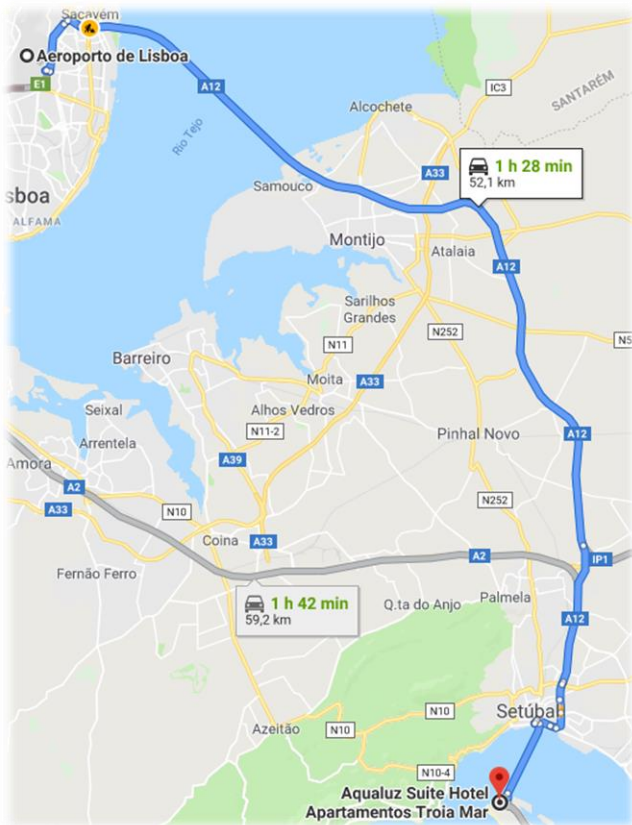 Sacavém
Aeroporto de Lisboa
E1
A12
IC3
SANTARÉM
Rio Tejo
Alcochete
A33
1 h 28 min
52,1 km
Samouco
sboa
ALFAMA
Montijo
Atalaia
A12
Sarilhos
Grandes
N252
N11
N5
Barreiro
Moita
A33
Seixal
Alhos Vedros
N11-2
Arrentela
Pinhal Novo
A12
Amora
A39
A2
N252
A33
N10
Coina
A33
A2
IP1
Fernão Ferro
1 h 42 min
59,2 km
Q.ta do Anjo
Palmela
A12
Setúbal
N10
Azeitão
N10
N10-4
Aqualuz Suite Hotel
Apartamentos Troia Mar